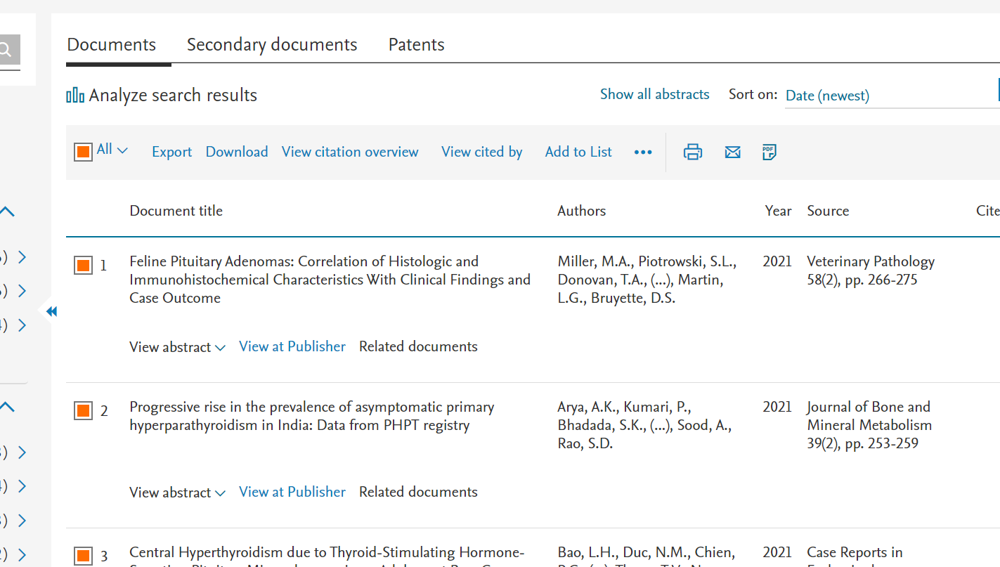 Documents Secondary documents Patents
Analyze search results Show all abstracts Sort on: Date (newest)
All Export Download View citation overview View cited by Add to List ••• PDF
Document title Authors Year Source Cite
1 Feline Pituitary Adenomas: Correlation of Histologic and Miller, M.A., Piotrowski, S.L., 2021 Veterinary Pathology
Immunohistochemical Characteristics With Clinical Findings and Donovan, T.A., (...), Martin, 58(2), pp. 266-275
Case Outcome L.G., Bruyette, D.S.
View abstract View at Publisher Related documents
2 Progressive rise in the prevalence of asymptomatic primary Arya, A.K., Kumari, P., 2021 Journal of Bone and
hyperparathyroidism in India: Data from PHPT registry Bhadada, S.K., (...), Sood, A., Mineral Metabolism
Rao, S.D. 39(2), pp. 253-259
View abstract View at Publisher Related documents
3 Central Hyperthyroidism due to Thyroid-Stimulating Hormone- Bao, L.H., Duc, N.M., Chien, 2021 Case Reports in